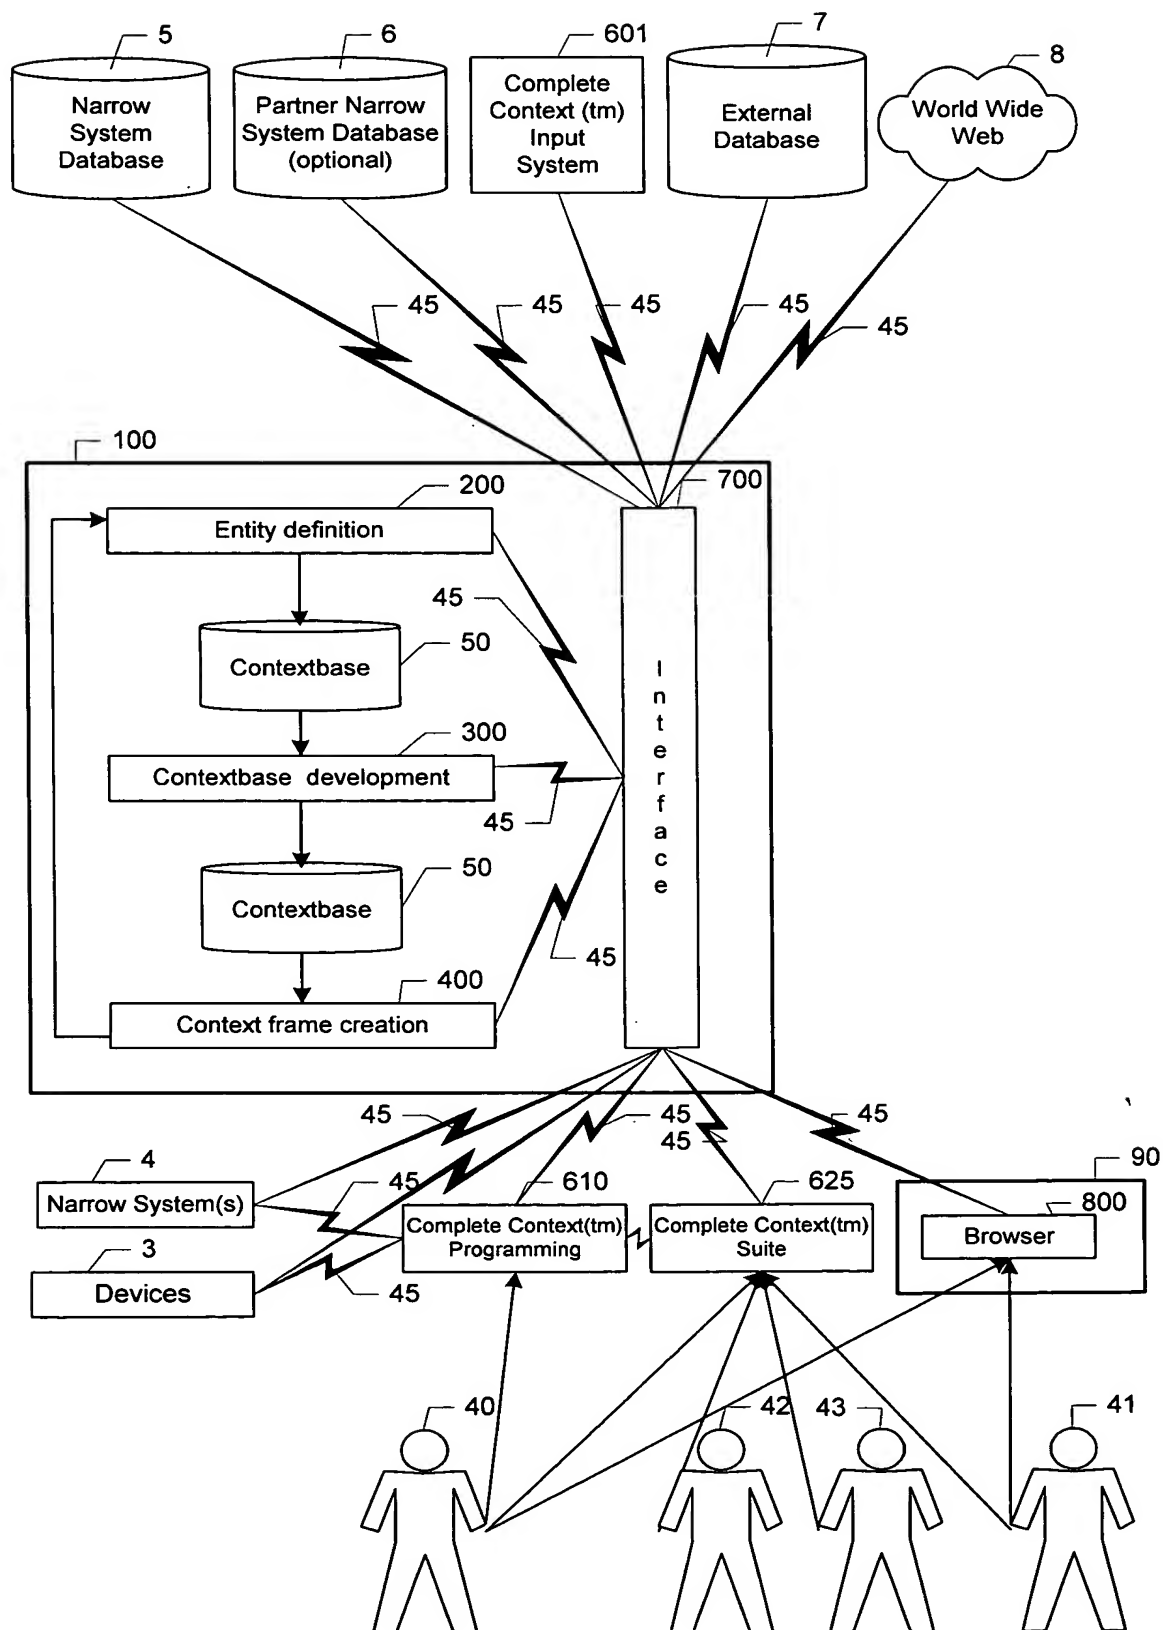 5
6
601
7
8
Narrow
System
Database
Partner Narrow
System Database
(optional)
Complete
Context (tm)
Input
System
External
Database
World Wide
Web
45
45
45
45
45
100
700
200
Entity definition
45
50
Contextbase
Interface
300
Contextbase development
45
50
Contextbase
45
400
Context frame creation
45
45
45
45
4
Narrow System(s)
45
610
Complete Context(tm)
Programming
625
Complete Context(tm)
Suite
90
800
Browser
3
Devices
45
40
42
43
41